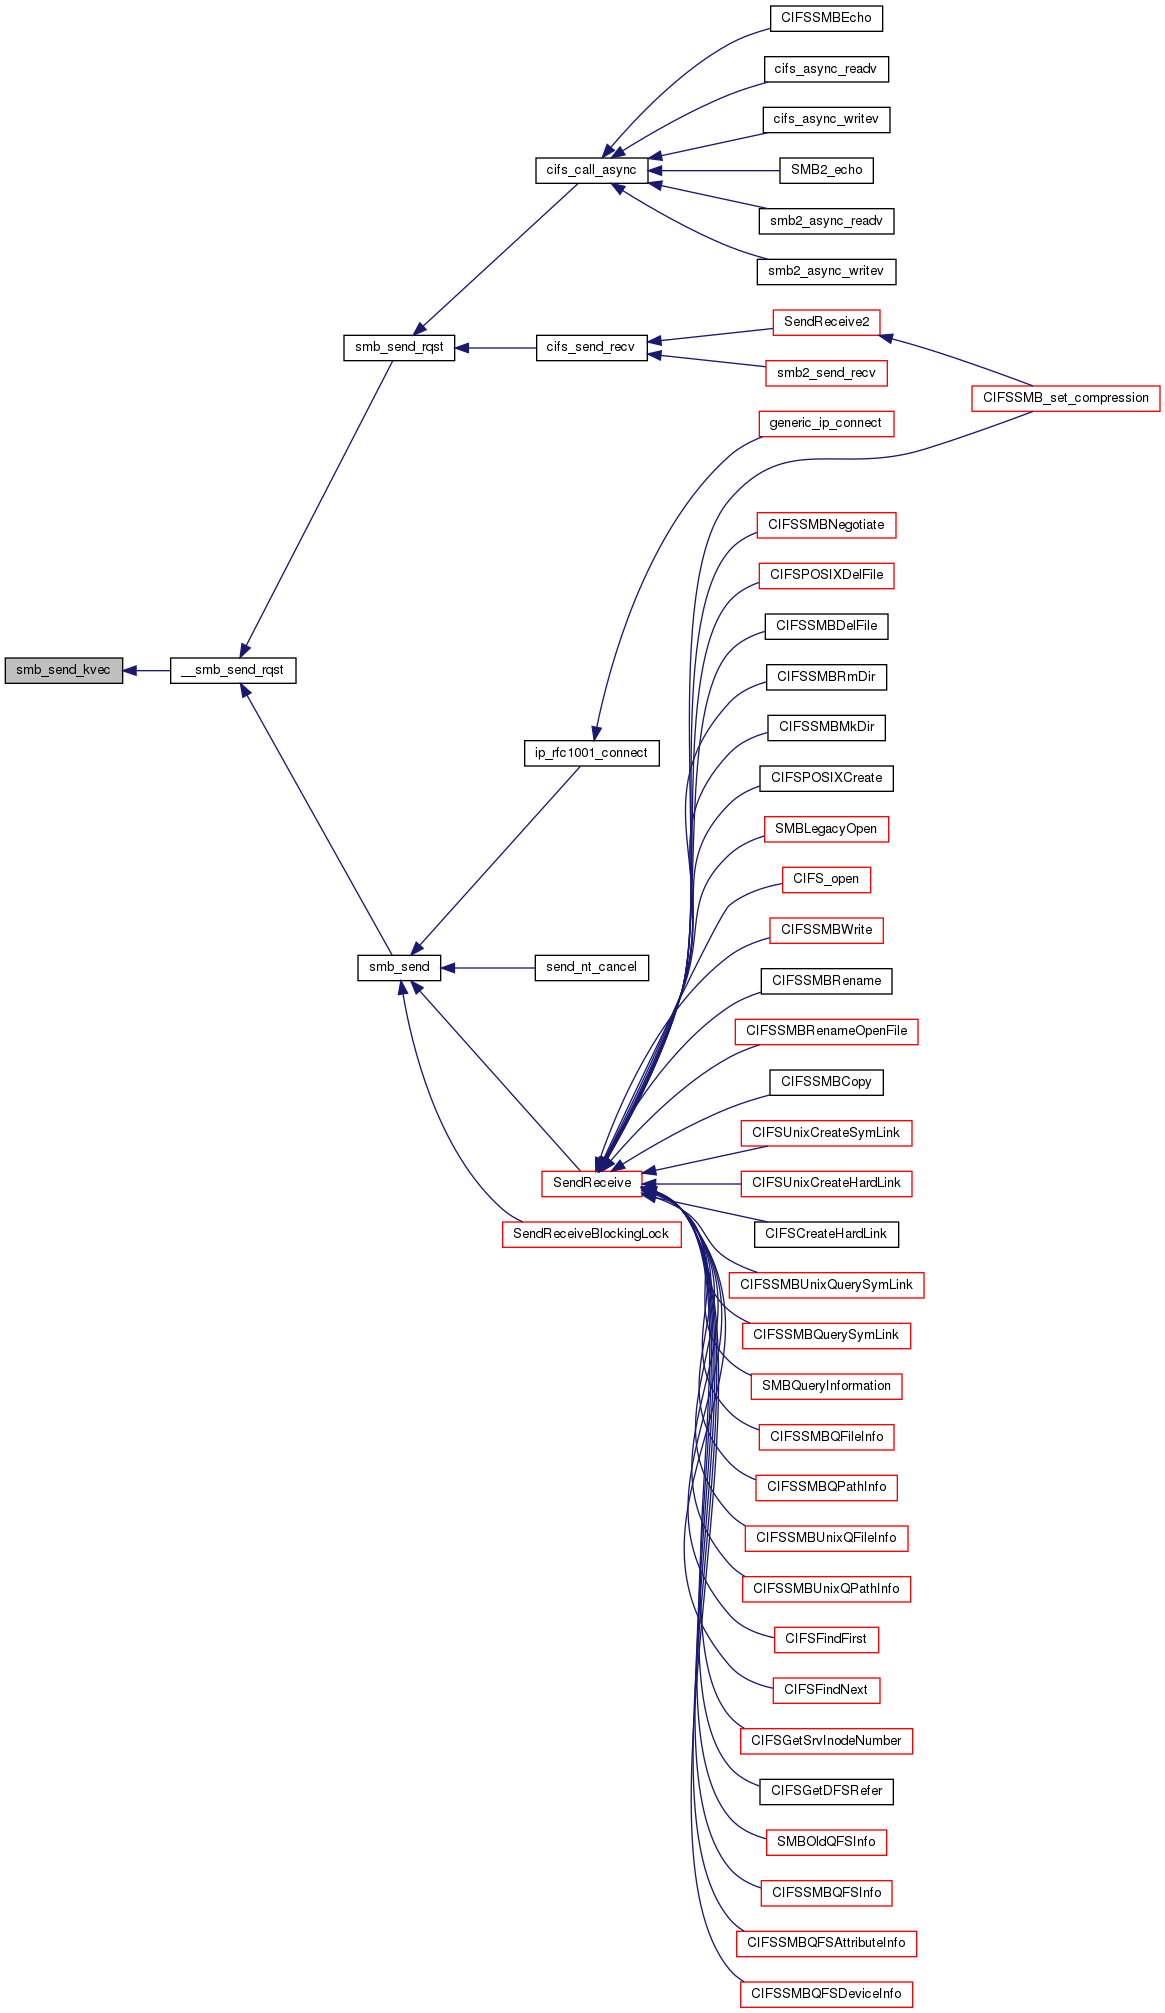 CIFSSMBEcho
cifs_async_readv
cifs_async_writev
cifs_call_async
SMB2_echo
smb2_async_readv
smb2_async_writev
SendReceive2
smb_send_rqst
cifs_send_recv
smb2_send_recv
CIFSSMB_set_compression
generic_ip_connect
CIFSSMBNegotiate
CIFSPOSIXDelFile
CIFSSMBDelFile
smb_send_kvec
__smb_send_rqst
CIFSSMBRmDir
CIFSSMBMkDir
ip_rfc1001_connect
CIFSPOSIXCreate
SMBLegacyOpen
CIFS_open
CIFSSMBWrite
smb_send
send_nt_cancel
CIFSSMBRename
CIFSSMBRenameOpenFile
CIFSSMBCopy
CIFSUnixCreateSymLink
SendReceive
CIFSUnixCreateHardLink
SendReceiveBlockingLock
CIFSCreateHardLink
CIFSSMBUnixQuerySymLink
CIFSSMBQuerySymLink
SMBQueryInformation
CIFSSMBQFileInfo
CIFSSMBQPathInfo
CIFSSMBUnixQFileInfo
CIFSSMBUnixQPathInfo
CIFSFindFirst
CIFSFindNext
CIFSGetSrvInodeNumber
CIFSGetDFSRefer
SMBOldQFSInfo
CIFSSMBQFSInfo
CIFSSMBQFSAttributeInfo
CIFSSMBQFSDeviceInfo